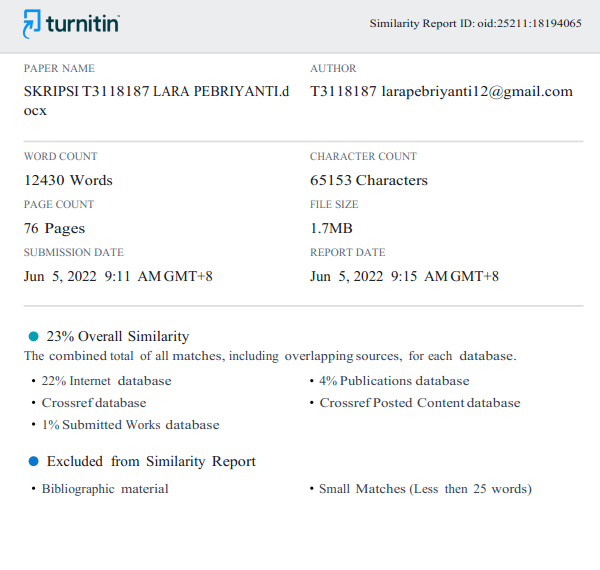 turnitin
Similarity Report ID: oid:25211:18194065
PAPER NAME
SKRIPSI T3118187 LARA PEBRIYANTI.d
ocx
AUTHOR
T3118187 larapebriyanti12@gmail.com
WORD COUNT
12430 Words
CHARACTER COUNT
65153 Characters
PAGE COUNT
76 Pages
FILE SIZE
1.7MB
SUBMISSION DATE
Jun 5, 2022 9:11 AM GMT+8
REPORT DATE
Jun 5, 2022 9:15 AM GMT+8
● 23% Overall Similarity
The combined total of all matches, including overlapping sources, for each database.
• 22% Internet database
• 4% Publications database
• Crossref database
• Crossref Posted Content database
• 1% Submitted Works database
● Excluded from Similarity Report
• Bibliographic material
• Small Matches (Less then 25 words)